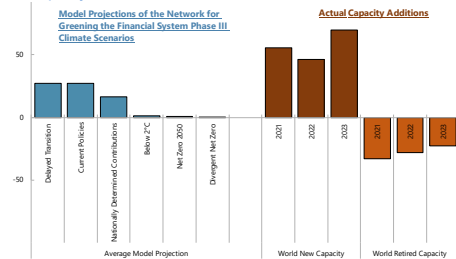 Model Projections of the Network for
Greening the Financial System Phase III
Climate Scenarios
Actual Capacity Additions
50
0
-50
Delayed Transition
Current Policies
Nationally Determined Contributions
Below 2°C
Net Zero 2050
Divergent Net Zero
2021
2022
2023
2021
2022
2023
Average Model Projection
World New Capacity
World Retired Capacity